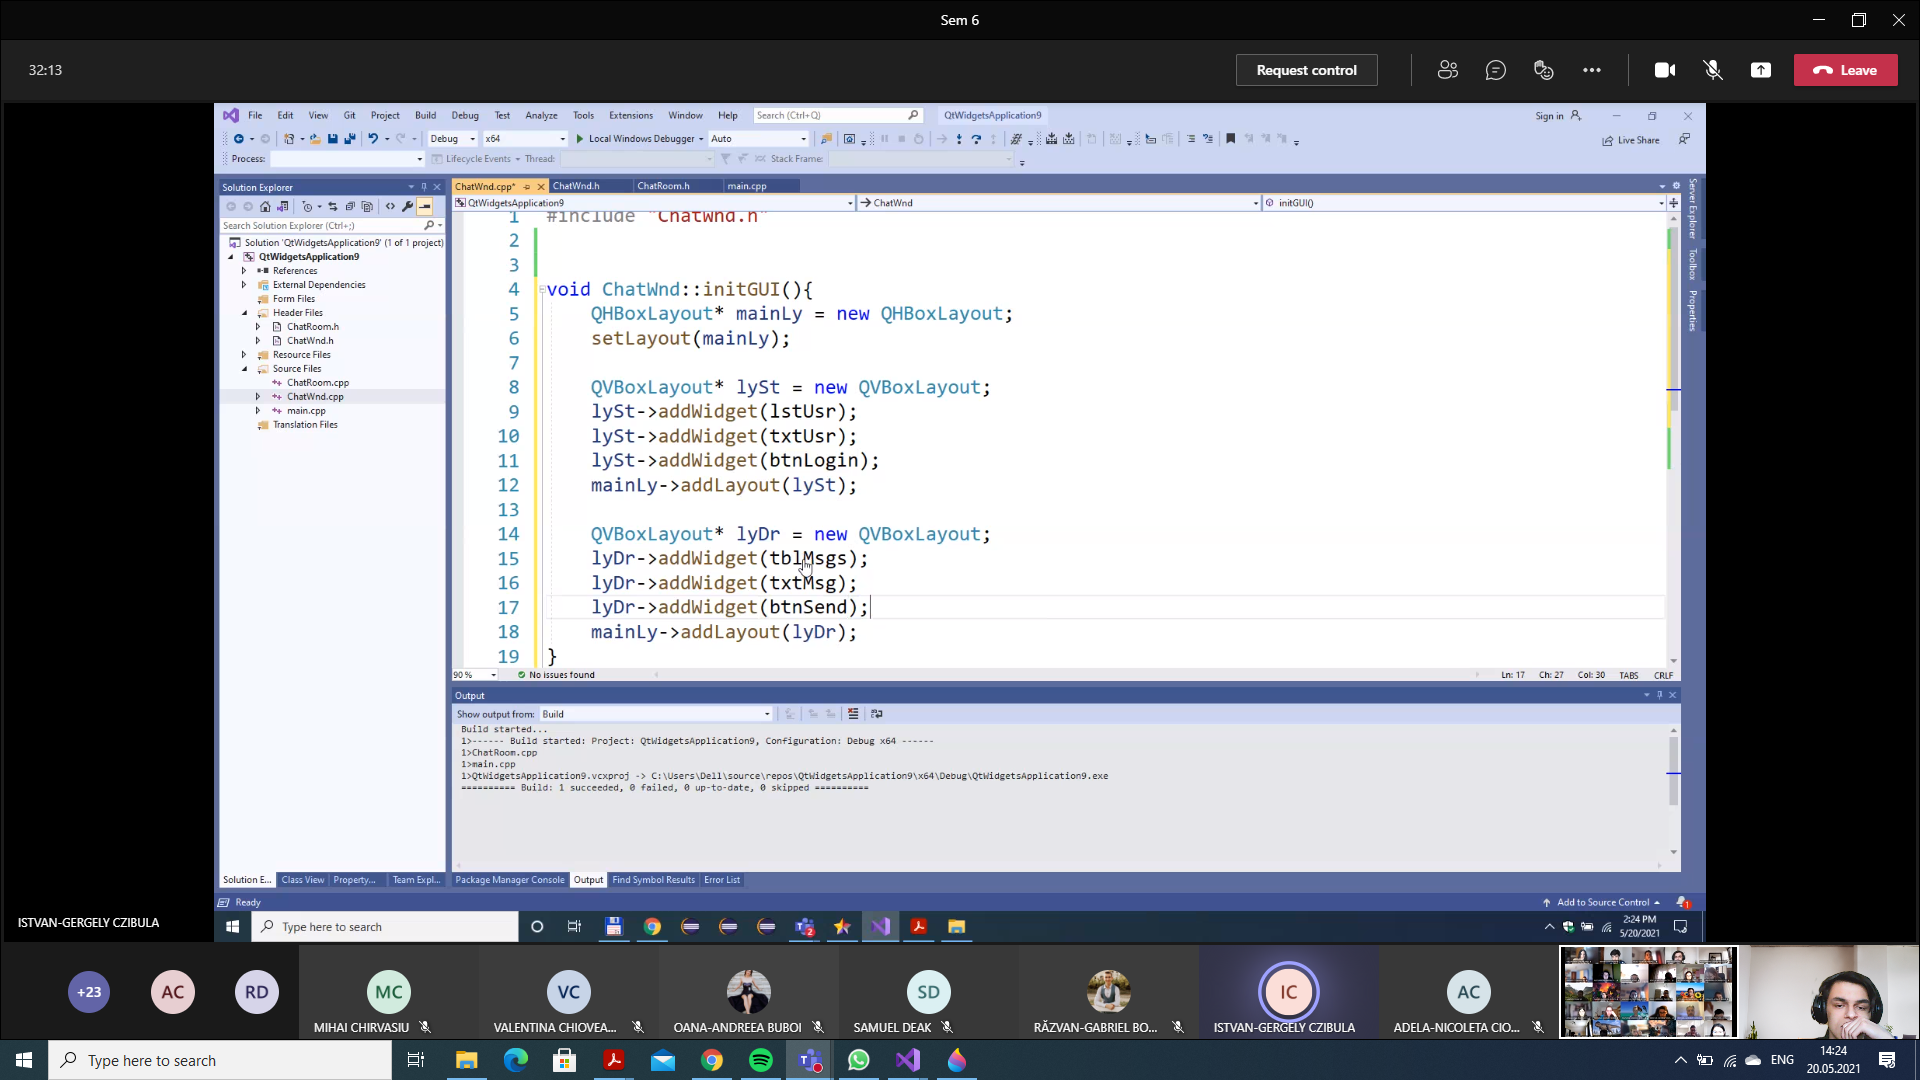 Sem 6
32:13
Request control
Leave
File Edit View Git Project Build Debug Test Analyze Tools Extensions Window Help Search (Ctrl+Q) QtWidgetsApplication9 Sign in
Debug x64 Local Windows Debugger Auto Live Share
Process: Lifecycle Events Thread: Stack Frame:
Solution Explorer
Search Solution Explorer (Ctrl+;)
Solution 'QtWidgetsApplication9' (1 of 1 project)
QtWidgetsApplication9
References
External Dependencies
Form Files
Header Files
ChatRoom.h
ChatWnd.h
Resource Files
Source Files
ChatRoom.cpp
ChatWnd.cpp
main.cpp
Translation Files
Solution E... Class View Property... Team Expl...
ChatWnd.cpp* ChatWnd.h ChatRoom.h main.cpp
QtWidgetsApplication9 ChatWnd initGUI()
1 #include "ChatWnd.h"
2
3
4 void ChatWnd::initGUI(){
5 QHBoxLayout* mainLy = new QHBoxLayout;
6 setLayout(mainLy);
7
8 QVBoxLayout* lySt = new QVBoxLayout;
9 lySt->addWidget(lstUsr);
10 lySt->addWidget(txtUsr);
11 lySt->addWidget(btnLogin);
12 mainLy->addLayout(lySt);
13
14 QVBoxLayout* lyDr = new QVBoxLayout;
15 lyDr->addWidget(tblMsgs);
16 lyDr->addWidget(txtMsg);
17 lyDr->addWidget(btnSend);
18 mainLy->addLayout(lyDr);
19 }
90 % No issues found Ln: 17 Ch: 27 Col: 30 TABS CRLF
Server Explorer
Toolbox
Properties
Output
Show output from: Build
Build started...
1>------ Build started: Project: QtWidgetsApplication9, Configuration: Debug x64 ------
1>ChatRoom.cpp
1>main.cpp
1>QtWidgetsApplication9.vcxproj -> C:\Users\Dell\source\repos\QtWidgetsApplication9\x64\Debug\QtWidgetsApplication9.exe
========== Build: 1 succeeded, 0 failed, 0 up-to-date, 0 skipped ==========
Package Manager Console Output Find Symbol Results Error List
Ready Add to Source Control 1
ISTVAN-GERGELY CZIBULA
Type here to search 2 2:24 PM
5/20/2021
+23 AC RD MC VC SD IC AC
MIHAI CHIRVASIU VALENTINA CHIOVEA... OANA-ANDREEA BUBOI SAMUEL DEAK RĂZVAN-GABRIEL BO... ISTVAN-GERGELY CZIBULA ADELA-NICOLETA CIO...
Type here to search ENG 14:24
20.05.2021